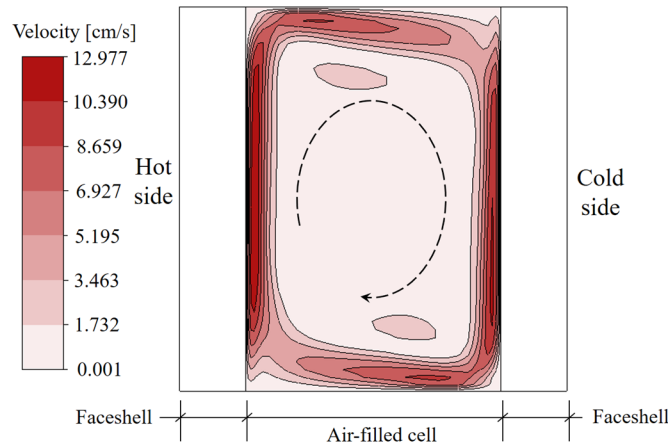 Velocity [cm/s]
12.977
10.390
8.659
6.927
5.195
3.463
1.732
0.001
Hot
side
Cold
side
Faceshell
Air-filled cell
Faceshell